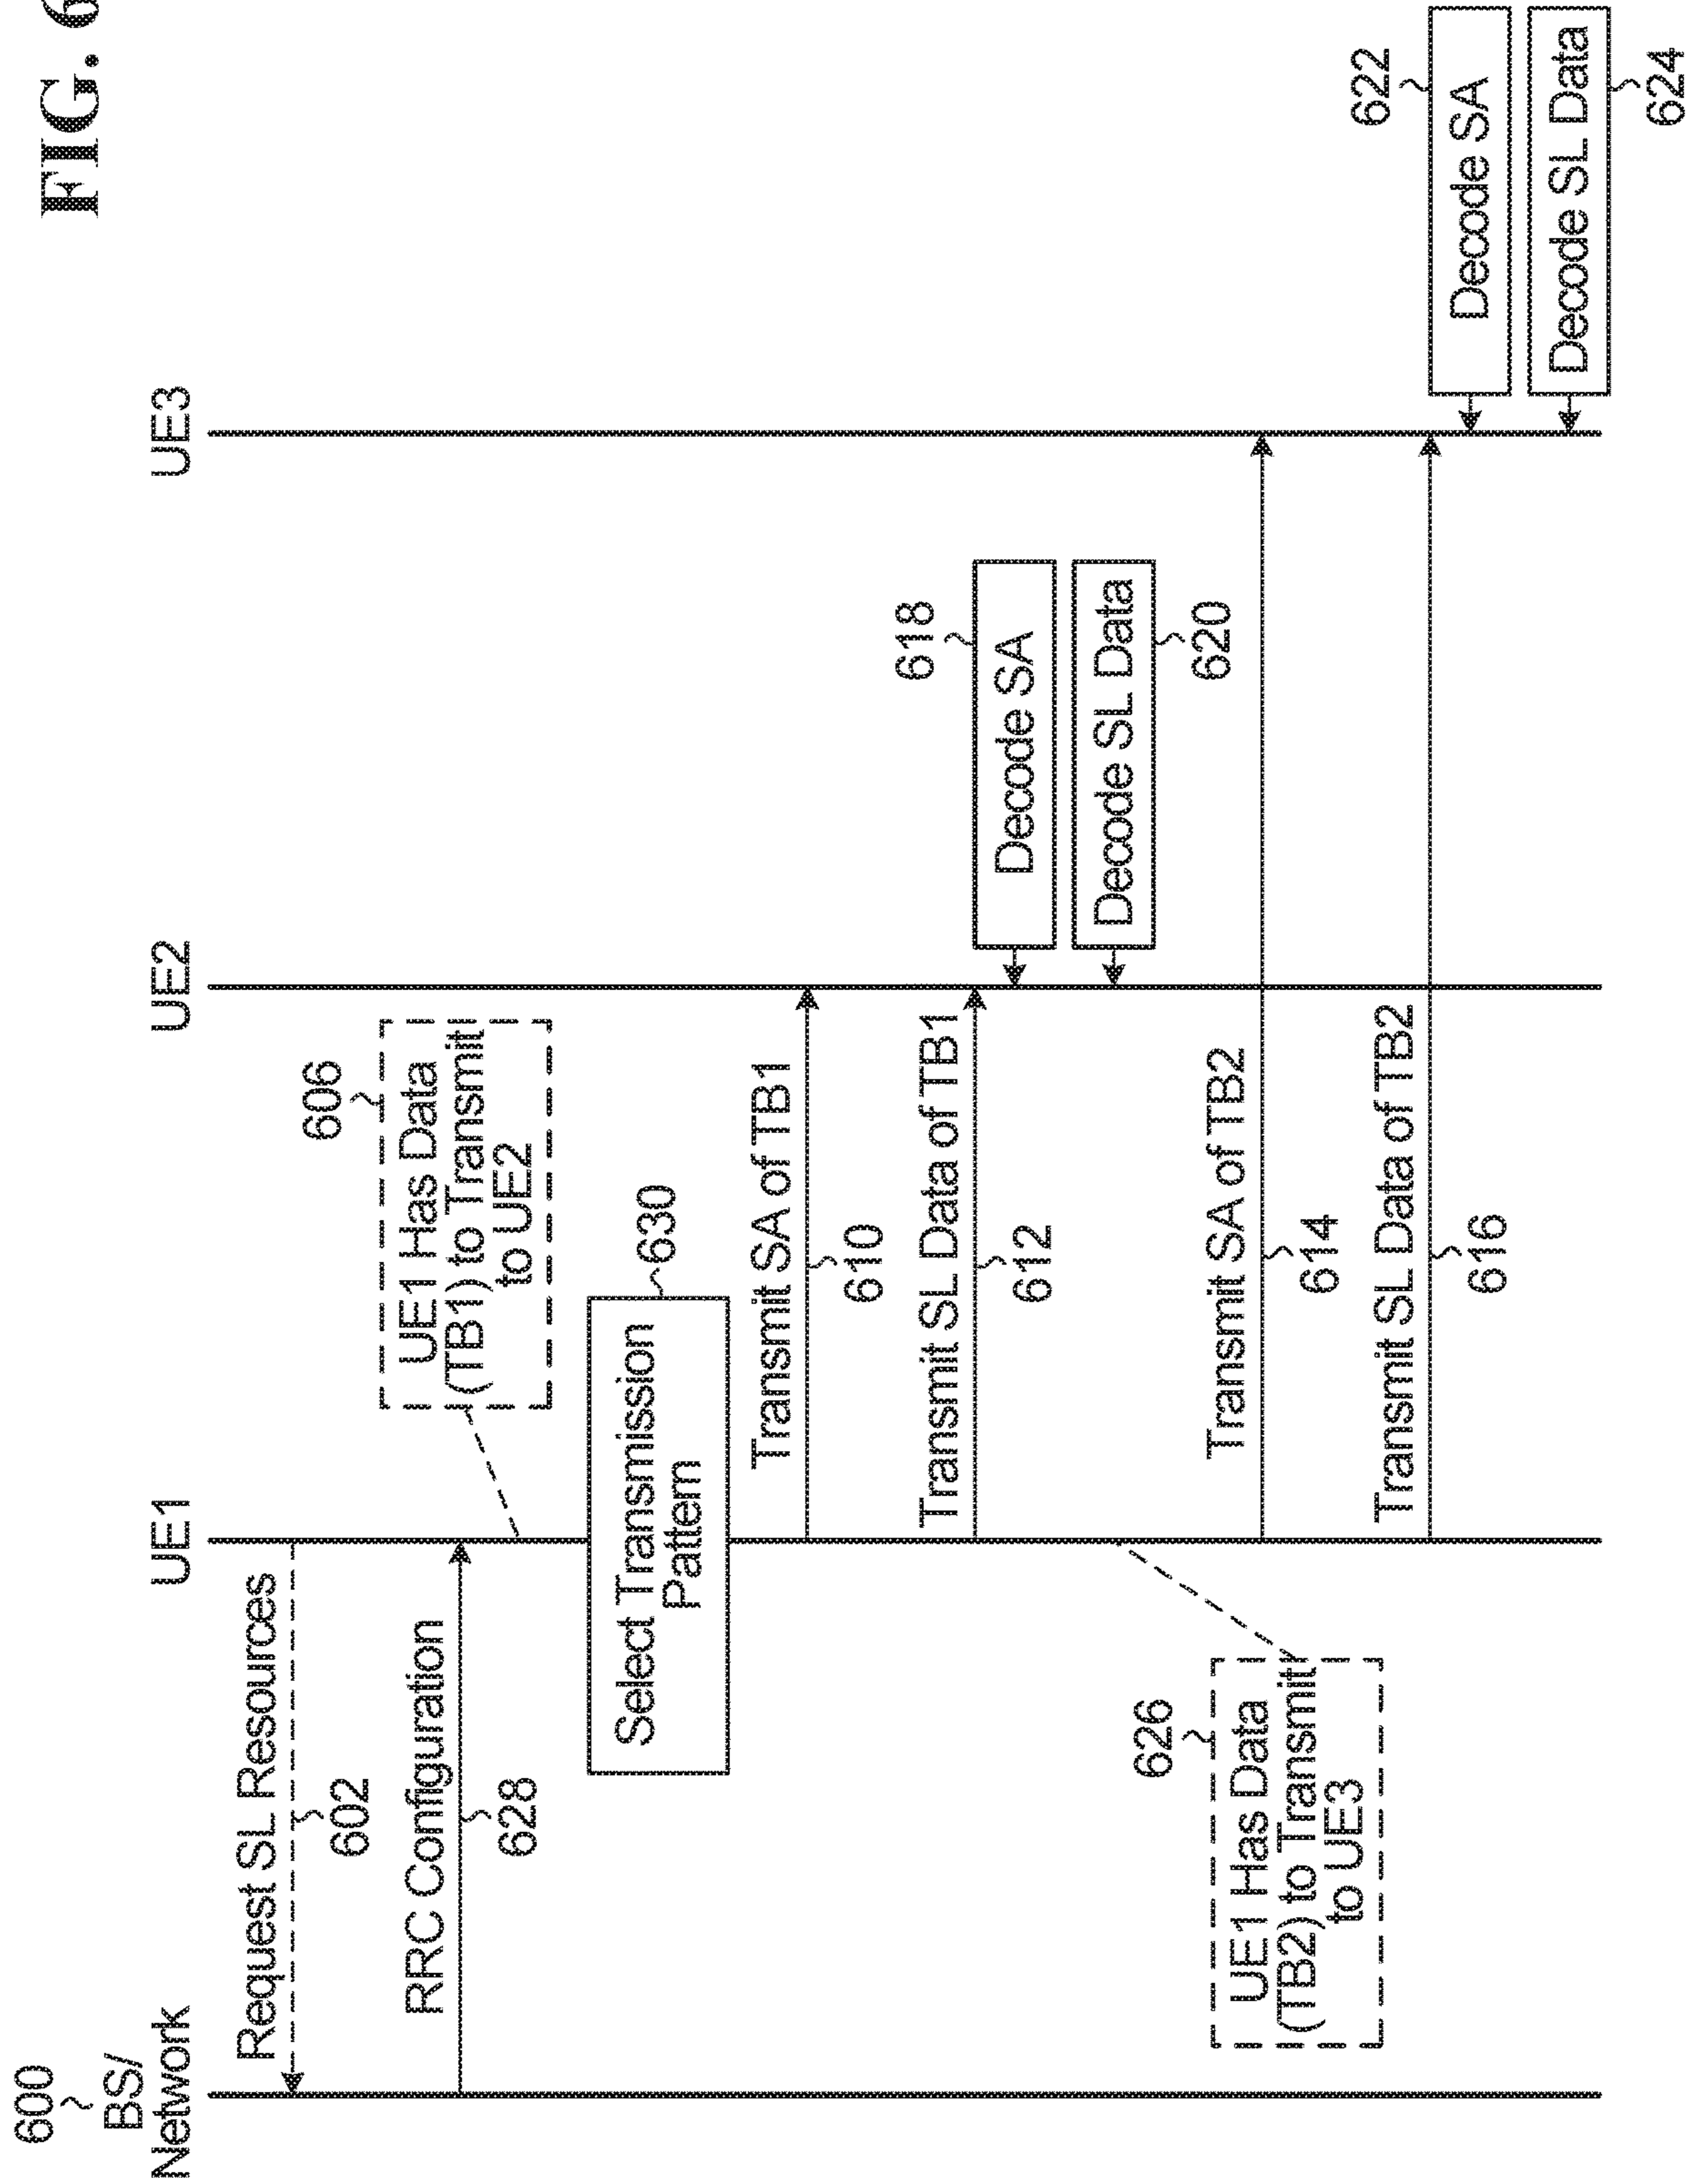 FIG. 6
600
BS/
Network
UE1
UE2
UE3
Request SL Resources
602
RRC Configuration
628
606
UE1 Has Data
(TB1) to Transmit
to UE2
Select Transmission
Pattern
630
Transmit SA of TB1
610
Transmit SL Data of TB1
612
618
Decode SA
Decode SL Data
620
626
UE1 Has Data
(TB2) to Transmit
to UE3
Transmit SA of TB2
614
Transmit SL Data of TB2
616
622
Decode SA
Decode SL Data
624